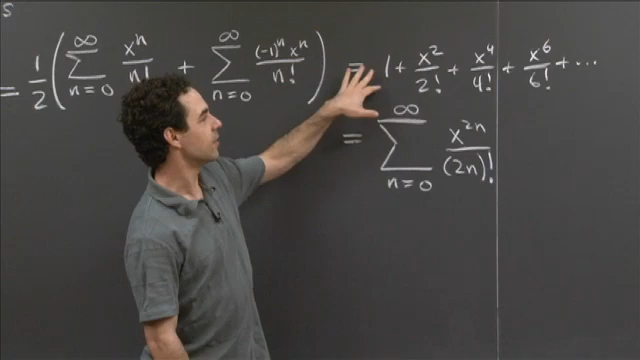 s
= 1/2 ( ∑_{n=0}^{∞} x^n/n! + ∑_{n=0}^{∞} (-1)^n x^n/n! ) = 1 + x^2/2! + x^4/4! + x^6/6! + ...
= ∑_{n=0}^{∞} x^{2n}/(2n)!